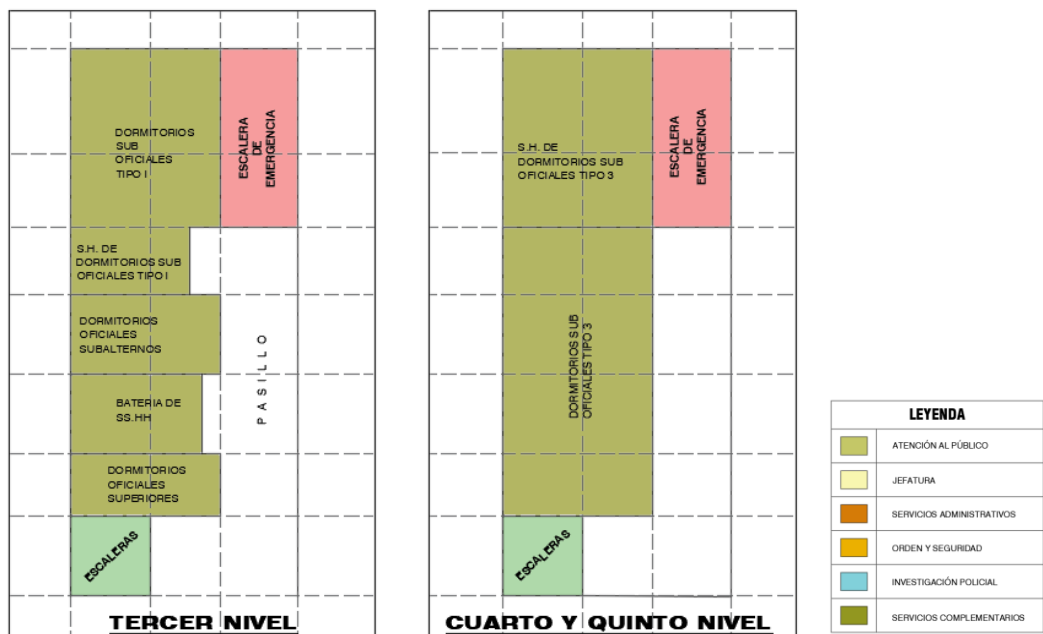 DORMITORIOS
SUB
OFICIALES
TIPO I
ESCALERA
DE
EMERGENCIA
S.H. DE
DORMITORIOS SUB
OFICIALES TIPO I
DORMITORIOS
OFICIALES
SUBALTERNOS
PASILLO
BATERIA DE
SS.HH
DORMITORIOS
OFICIALES
SUPERIORES
ESCALERAS
TERCER NIVEL
S.H. DE
DORMITORIOS SUB
OFICIALES TIPO 3
ESCALERA
DE
EMERGENCIA
DORMITORIOS SUB
OFICIALES TIPO 3
ESCALERAS
CUARTO Y QUINTO NIVEL
LEYENDA
ATENCIÓN AL PÚBLICO
JEFATURA
SERVICIOS ADMINISTRATIVOS
ORDEN Y SEGURIDAD
INVESTIGACIÓN POLICIAL
SERVICIOS COMPLEMENTARIOS